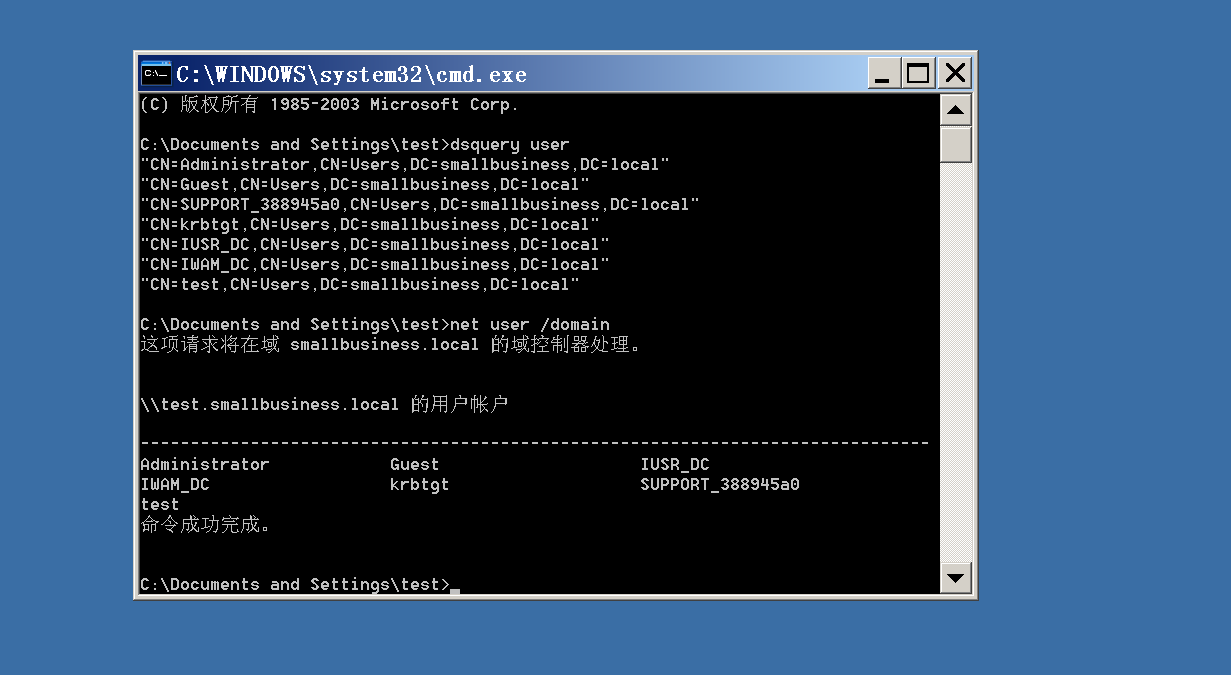 C:\WINDOWS\system32\cmd.exe
(C) 版权所有 1985-2003 Microsoft Corp.
C:\Documents and Settings\test>dsquery user
"CN=Administrator,CN=Users,DC=smallbusiness,DC=local"
"CN=Guest,CN=Users,DC=smallbusiness,DC=local"
"CN=SUPPORT_388945a0,CN=Users,DC=smallbusiness,DC=local"
"CN=krbtgt,CN=Users,DC=smallbusiness,DC=local"
"CN=IUSR_DC,CN=Users,DC=smallbusiness,DC=local"
"CN=IWAM_DC,CN=Users,DC=smallbusiness,DC=local"
"CN=test,CN=Users,DC=smallbusiness,DC=local"
C:\Documents and Settings\test>net user /domain
这项请求将在域 smallbusiness.local 的域控制器处理。
\\test.smallbusiness.local 的用户帐户
-------------------------------------------------------------------------------
Administrator            Guest                    IUSR_DC
IWAM_DC                  krbtgt                   SUPPORT_388945a0
test
命令成功完成。
C:\Documents and Settings\test>